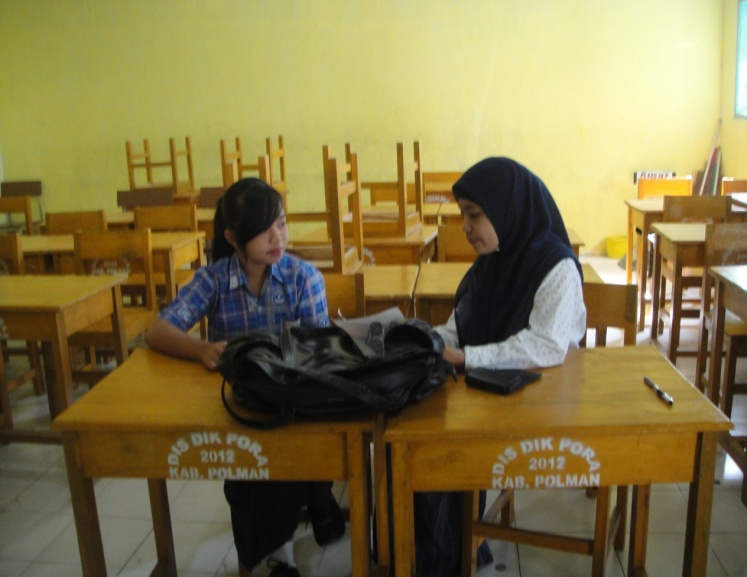 DIS DIK PORA
2012
KAB. POLMAN
DIS DIK PORA
2012
KAB. POLMAN